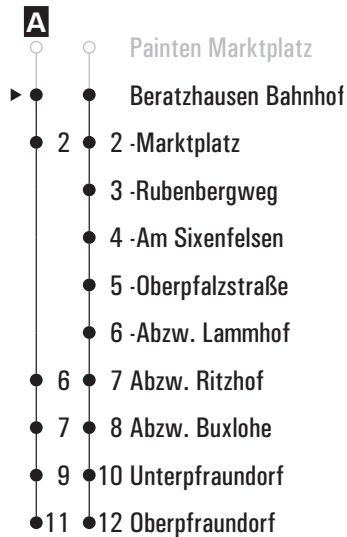 A
Painten Marktplatz
Beratzhausen Bahnhof
2 2 -Marktplatz
3 -Rubenbergweg
4 -Am Sixenfelsen
5 -Oberpfalzstraße
6 -Abzw. Lammhof
6 7 Abzw. Ritzhof
7 8 Abzw. Buxlohe
9 10 Unterpfraundorf
11 12 Oberpfraundorf